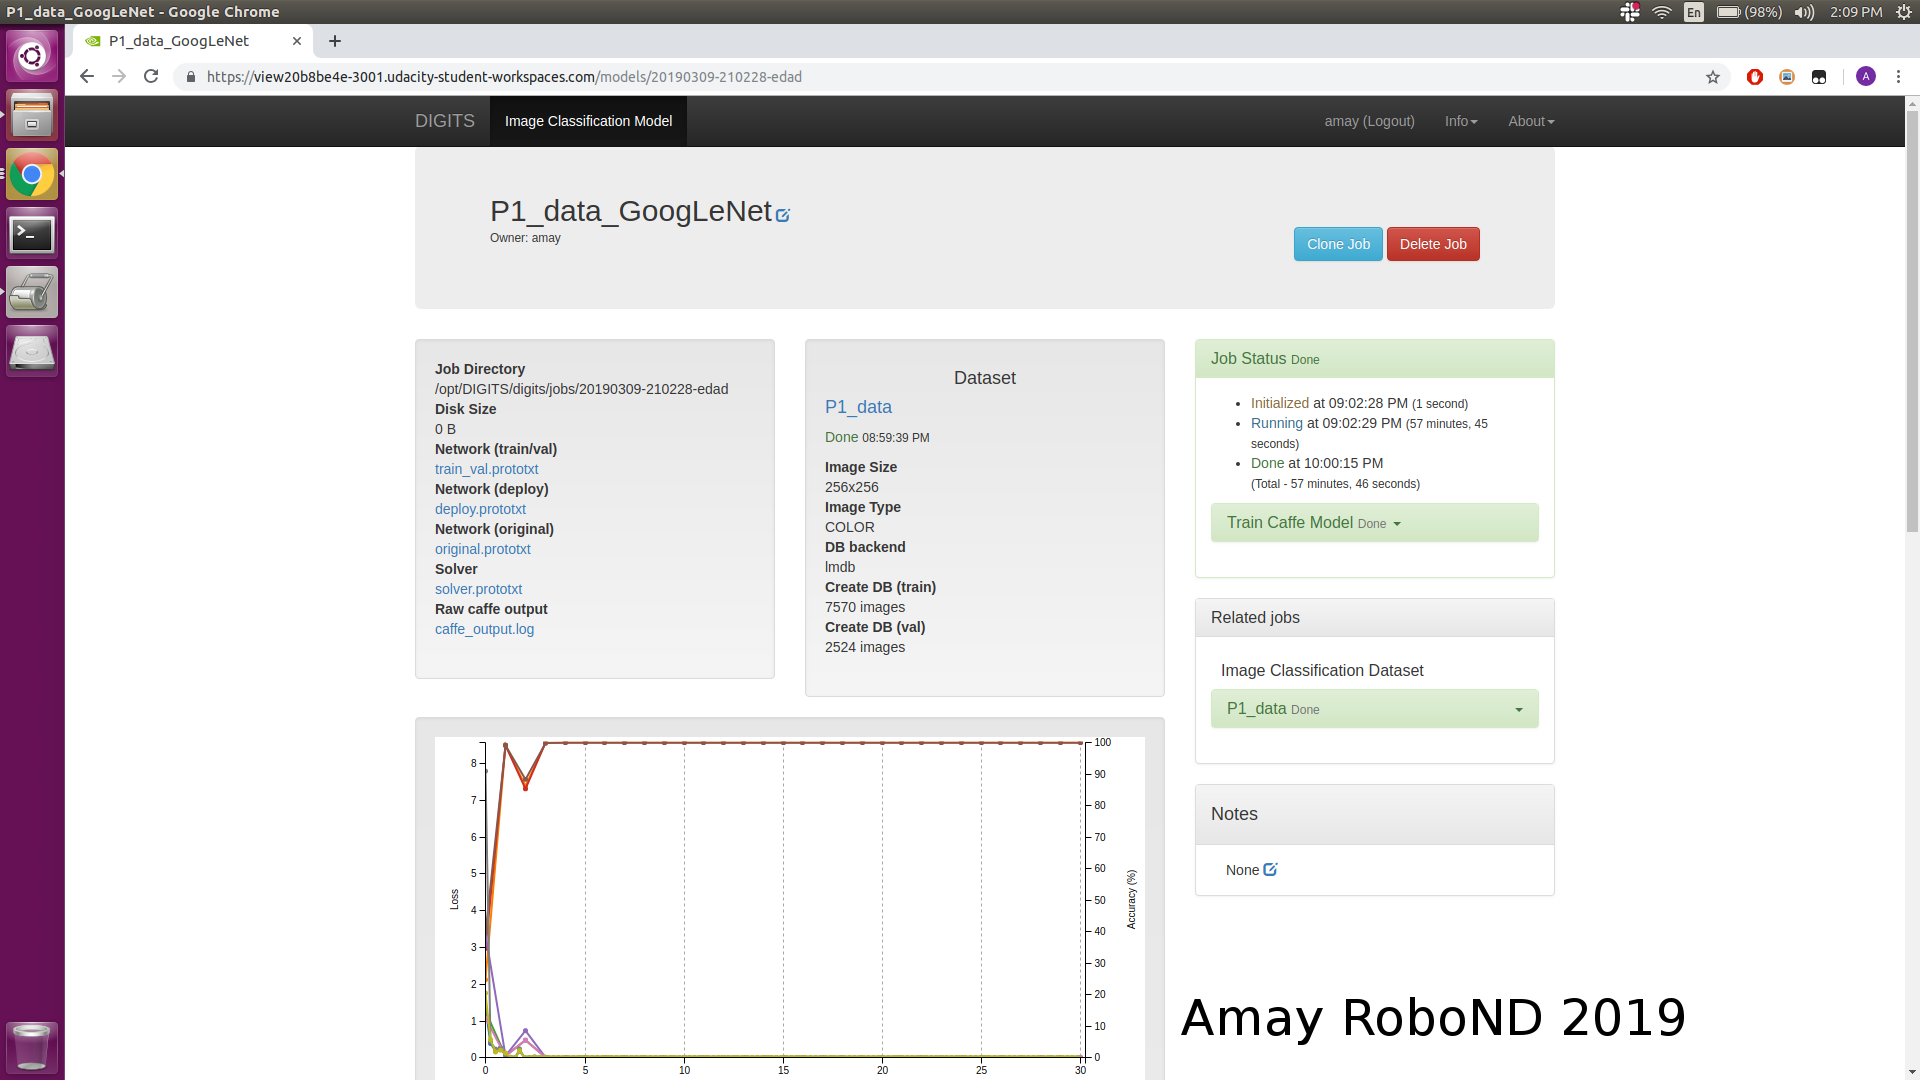 P1_data_GoogLeNet - Google Chrome
En
(98%)
2:09 PM
P1_data_GoogLeNet
https://view20b8be4e-3001.udacity-student-workspaces.com/models/20190309-210228-edad
A
DIGITS
Image Classification Model
amay (Logout)
Info
About
P1_data_GoogLeNet
Owner: amay
Clone Job
Delete Job
Job Directory
/opt/DIGITS/digits/jobs/20190309-210228-edad
Disk Size
0 B
Network (train/val)
train_val.prototxt
Network (deploy)
deploy.prototxt
Network (original)
original.prototxt
Solver
solver.prototxt
Raw caffe output
caffe_output.log
Dataset
P1_data
Done 08:59:39 PM
Image Size
256x256
Image Type
COLOR
DB backend
lmdb
Create DB (train)
7570 images
Create DB (val)
2524 images
Job Status Done
Initialized at 09:02:28 PM (1 second)
Running at 09:02:29 PM (57 minutes, 45
seconds)
Done at 10:00:15 PM
(Total - 57 minutes, 46 seconds)
Train Caffe Model Done
Related jobs
Image Classification Dataset
P1_data Done
Notes
None
Loss
8
7
6
5
4
3
2
1
0
0
5
10
15
20
25
30
100
90
80
70
60
50
40
30
20
10
0
Accuracy (%)
Amay RoboND 2019